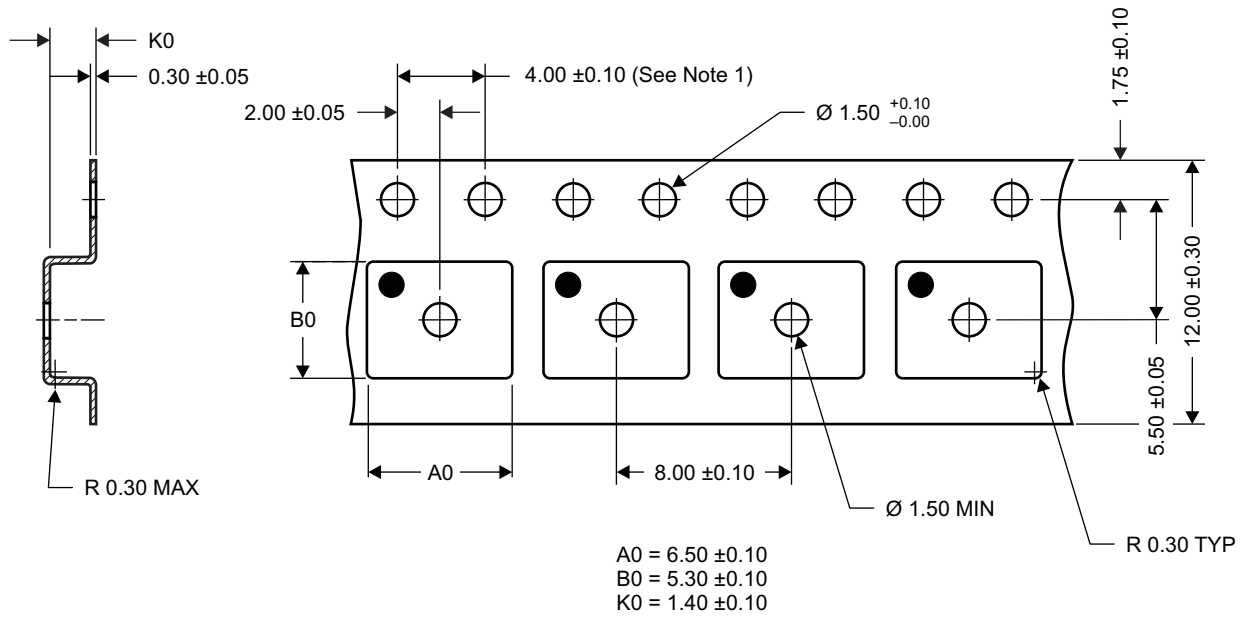 K0
0.30 ±0.05
4.00 ±0.10 (See Note 1)
2.00 ±0.05
Ø 1.50 +0.10 –0.00
1.75 ±0.10
B0
12.00 ±0.30
5.50 ±0.05
A0
8.00 ±0.10
R 0.30 MAX
Ø 1.50 MIN
R 0.30 TYP
A0 = 6.50 ±0.10
B0 = 5.30 ±0.10
K0 = 1.40 ±0.10